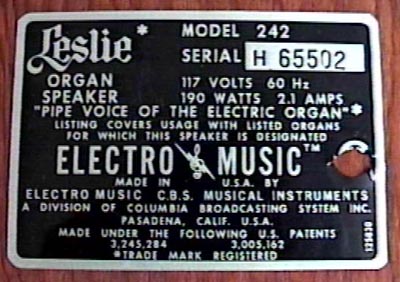 Leslie* MODEL 242
SERIAL H 65502
ORGAN 117 VOLTS 60 Hz
SPEAKER 190 WATTS 2.1 AMPS
"PIPE VOICE OF THE ELECTRIC ORGAN"*
LISTING COVERS USAGE WITH LISTED ORGANS
FOR WHICH THIS SPEAKER IS DESIGNATED
ELECTRO MUSIC™
MADE IN U.S.A. BY
ELECTRO MUSIC C.B.S. MUSICAL INSTRUMENTS
A DIVISION OF COLUMBIA BROADCASTING SYSTEM INC.
PASADENA, CALIF. U.S.A.
MADE UNDER THE FOLLOWING U.S. PATENTS
3,245,284 3,005,162
*TRADE MARK REGISTERED